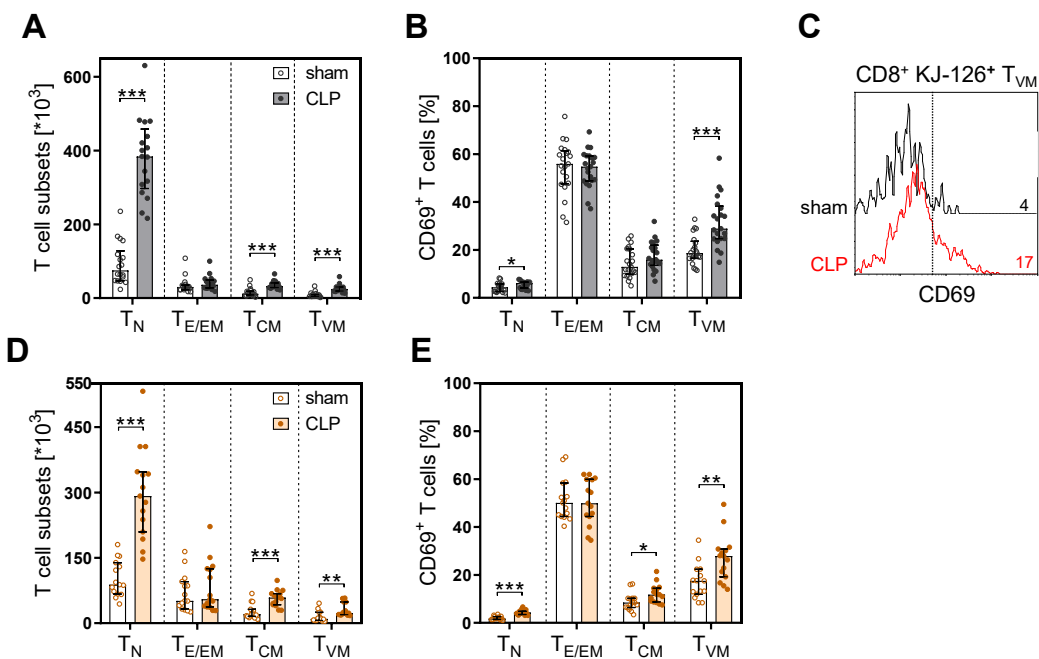 A
T cell subsets [*10³]
600
400
200
0
sham
CLP
***
***
***
T_N
T_E/EM
T_CM
T_VM
B
CD69⁺ T cells [%]
100
80
60
40
20
0
*
***
T_N
T_E/EM
T_CM
T_VM
C
CD8⁺ KJ-126⁺ T_VM
sham
4
CLP
17
CD69
D
T cell subsets [*10³]
550
450
300
150
0
sham
CLP
***
***
**
T_N
T_E/EM
T_CM
T_VM
E
CD69⁺ T cells [%]
100
80
60
40
20
0
***
*
**
T_N
T_E/EM
T_CM
T_VM